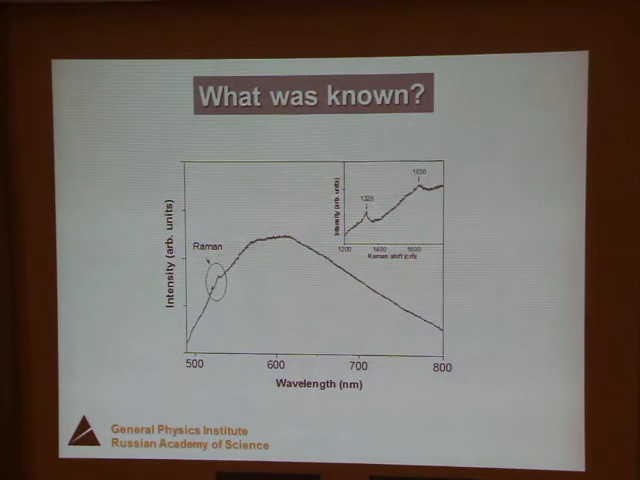 What was known?
Intensity (arb. units)
Raman
Intensity (arb. units)
1325
1630
1200 1400 1600
Raman shift (cm)
500 600 700 800
Wavelength (nm)
General Physics Institute
Russian Academy of Science